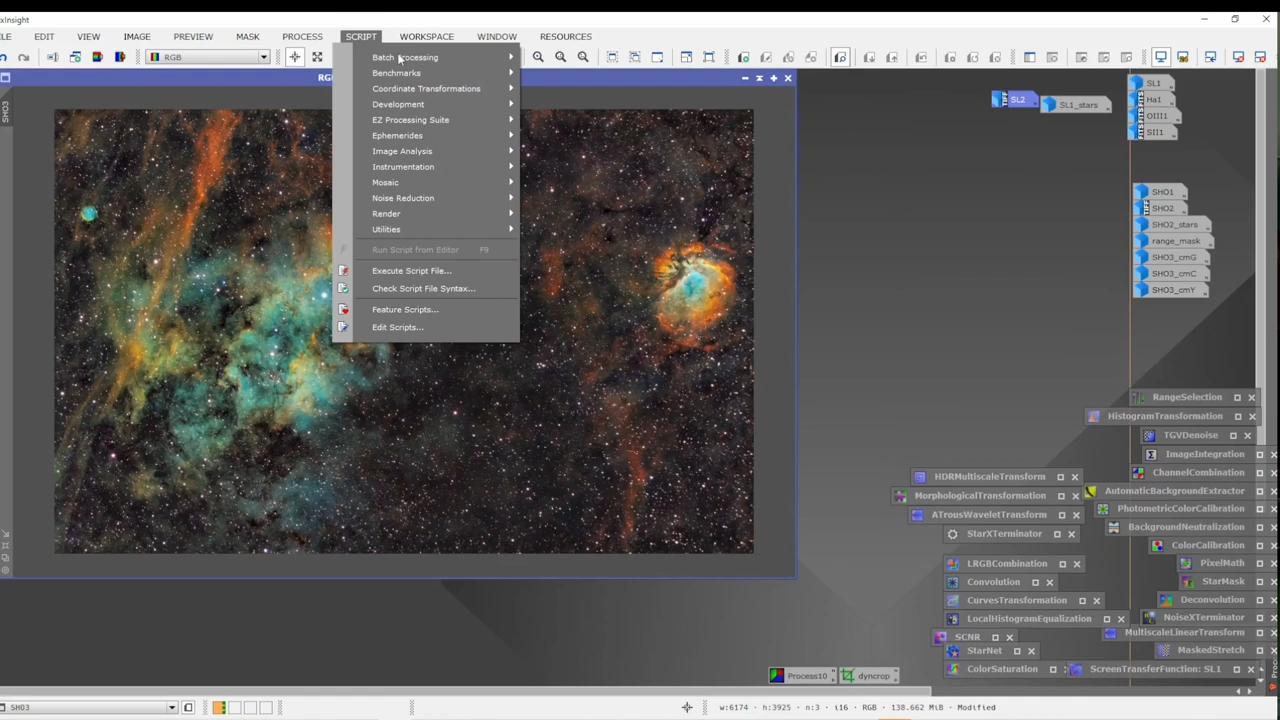 xInsight
ILE EDIT VIEW IMAGE PREVIEW MASK PROCESS SCRIPT WORKSPACE WINDOW RESOURCES
RGB
RG
SHO3
Batch Processing
Benchmarks
Coordinate Transformations
Development
EZ Processing Suite
Ephemerides
Image Analysis
Instrumentation
Mosaic
Noise Reduction
Render
Utilities
Run Script from Editor F9
Execute Script File...
Check Script File Syntax...
Feature Scripts...
Edit Scripts...
SL2
SL1_stars
SL1
Ha1
OIII1
SII1
SHO1
SHO2
SHO2_stars
range_mask
SHO3_cmG
SHO3_cmC
SHO3_cmY
RangeSelection
HistogramTransformation
TGVDenoise
ImageIntegration
ChannelCombination
AutomaticBackgroundExtractor
PhotometricColorCalibration
BackgroundNeutralization
ColorCalibration
PixelMath
StarMask
Deconvolution
NoiseXTerminator
MultiscaleLinearTransform
MaskedStretch
ScreenTransferFunction: SL1
HDRMultiscaleTransform
MorphologicalTransformation
ATrousWaveletTransform
StarXTerminator
LRGBCombination
Convolution
CurvesTransformation
LocalHistogramEqualization
SCNR
StarNet
ColorSaturation
Process10
dyncrop
SHO3
w:6174 · h:3925 · n:3 · i16 · RGB · 138.662 MiB · Modified